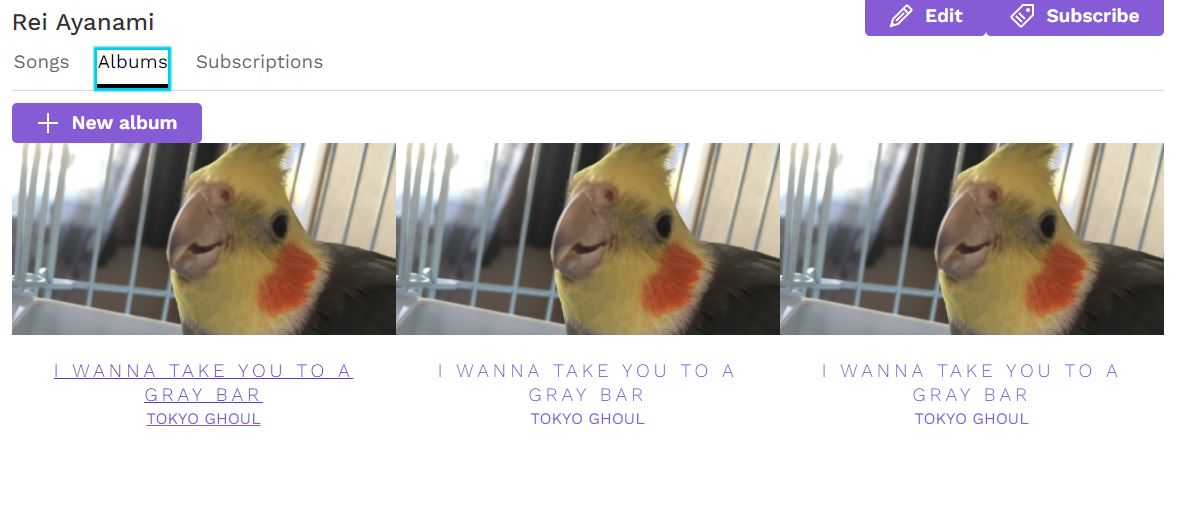 Rei Ayanami
Edit
Subscribe
Songs
Albums
Subscriptions
New album
I WANNA TAKE YOU TO A
GRAY BAR
TOKYO GHOUL
I WANNA TAKE YOU TO A
GRAY BAR
TOKYO GHOUL
I WANNA TAKE YOU TO A
GRAY BAR
TOKYO GHOUL